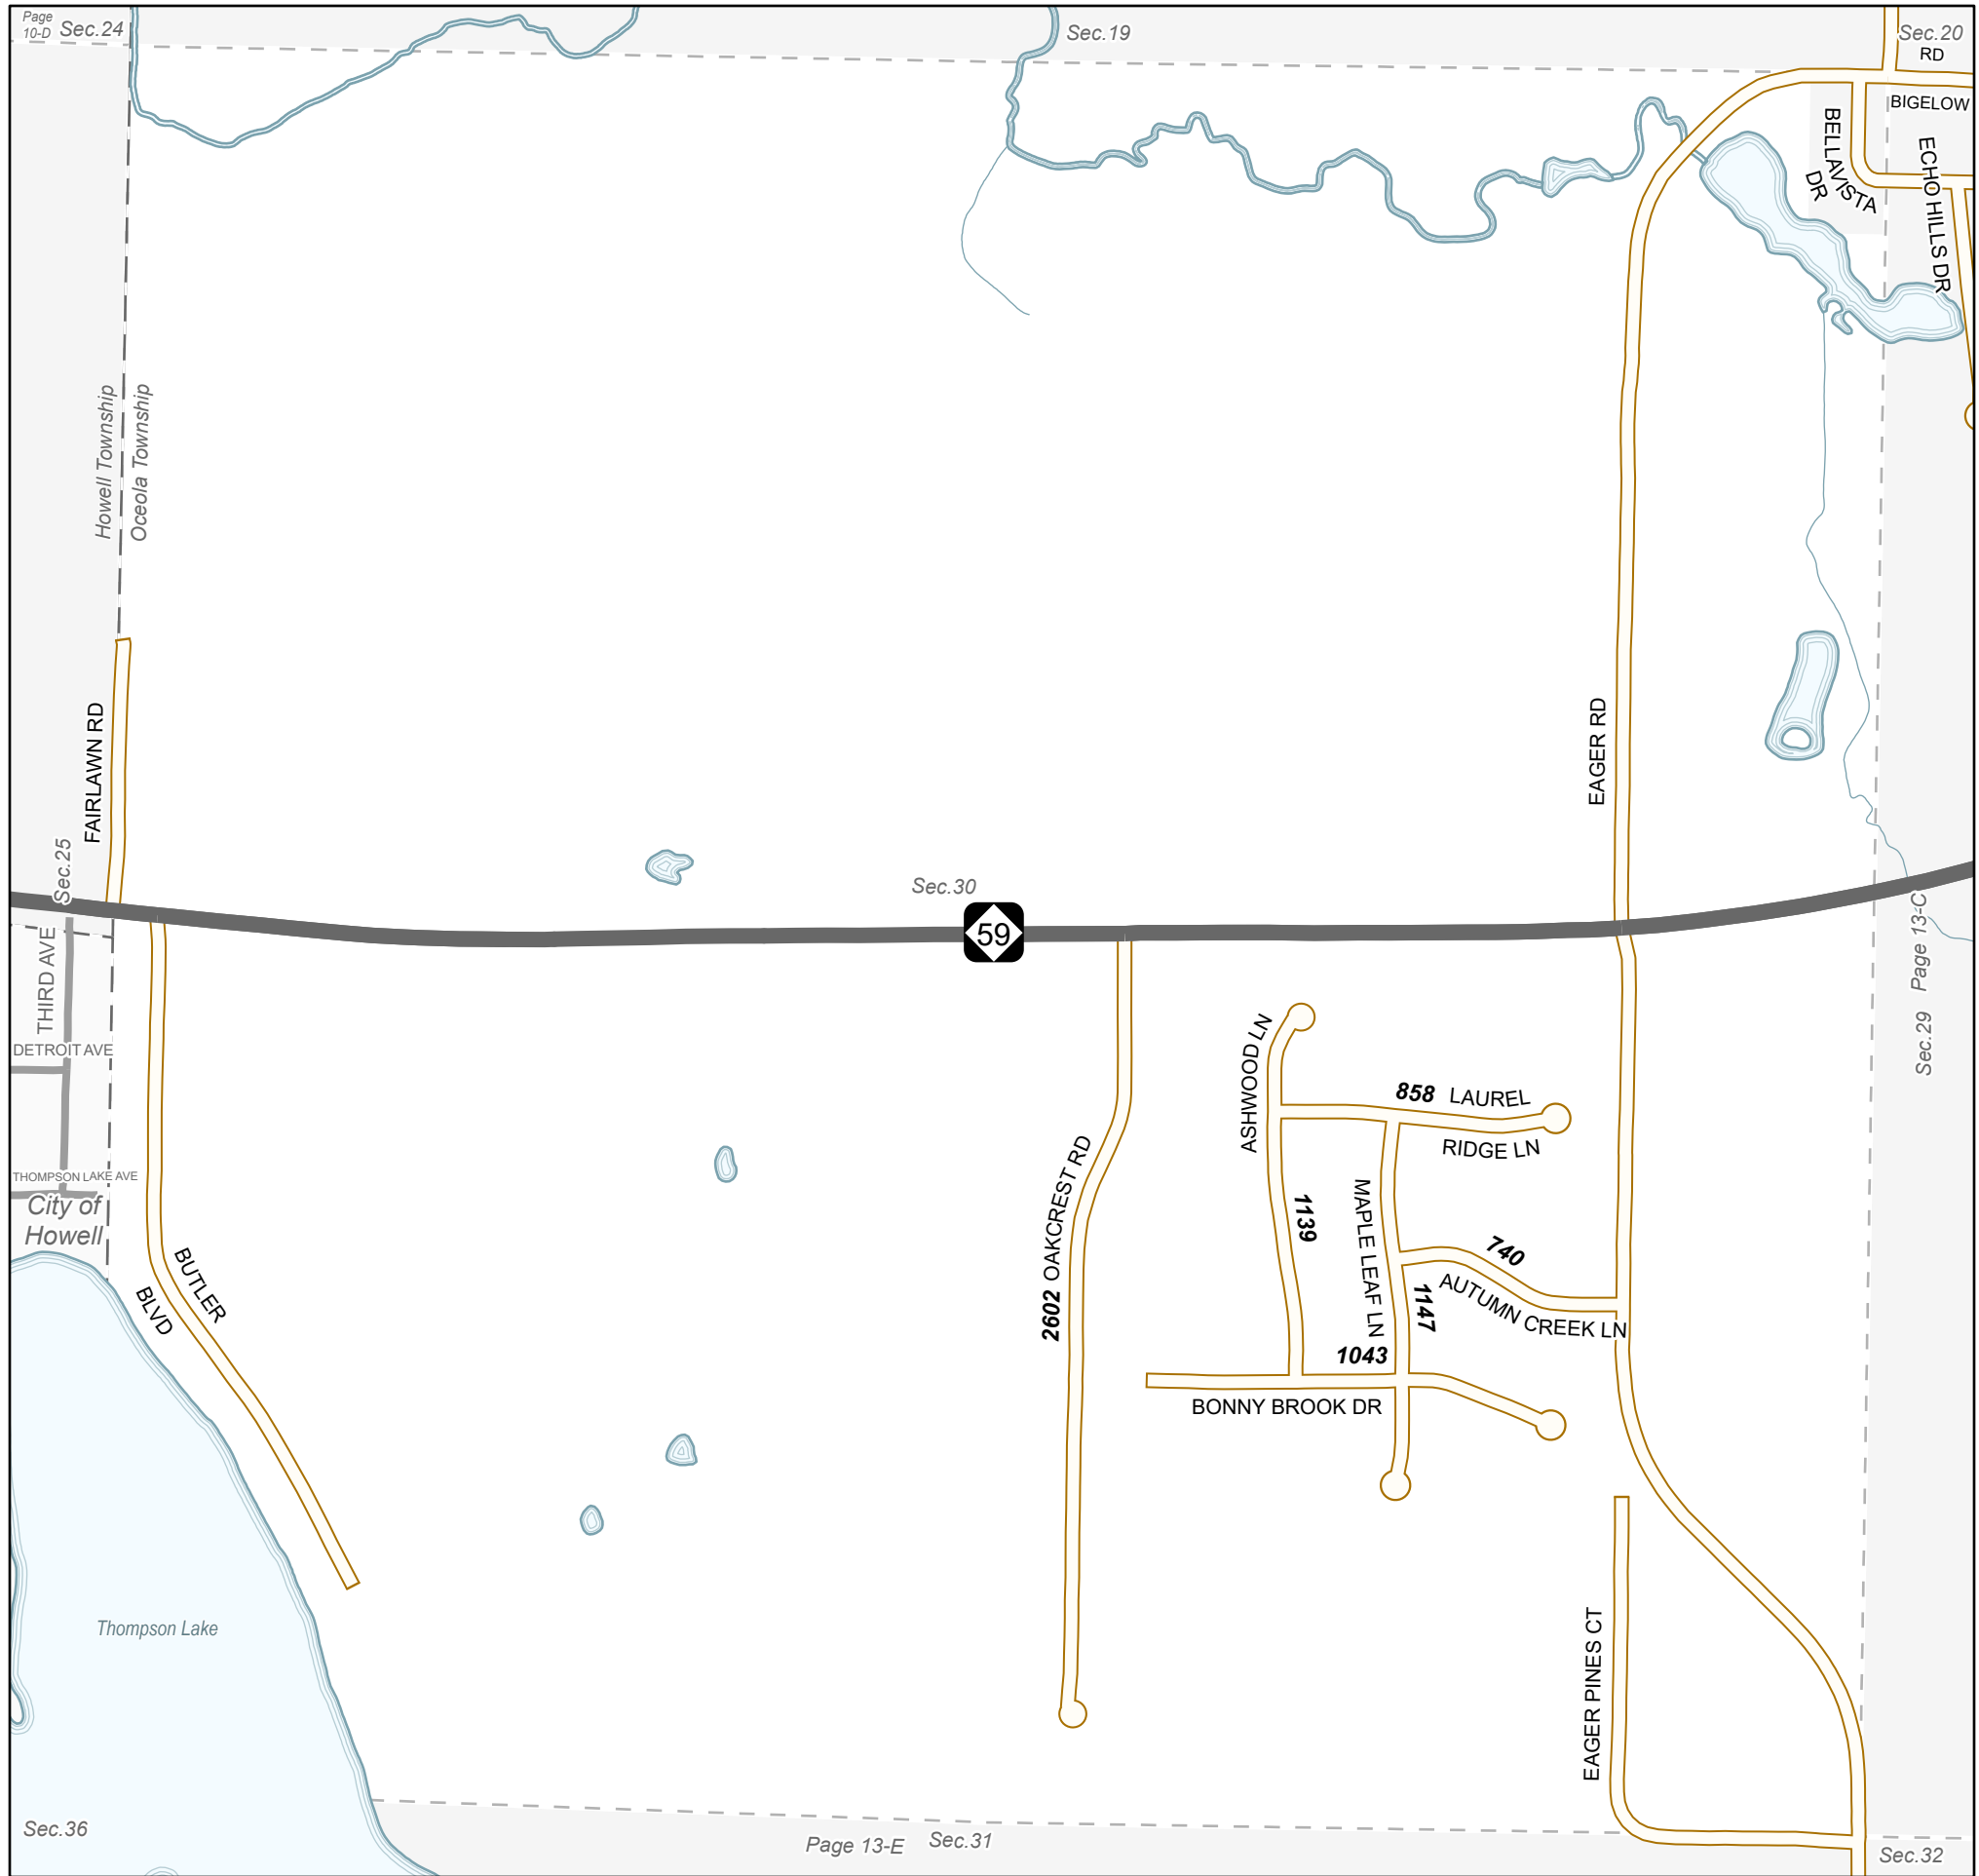 Page
10-D
Sec.24
Sec.19
Sec.20
RD
BIGELOW
BELLAVISTA
DR
ECHO HILLS DR
Howell Township
Oceola Township
FAIRLAWN RD
EAGER RD
Sec.25
Sec.30
59
Sec.29 Page 13-C
THIRD AVE
DETROIT AVE
THOMPSON LAKE AVE
City of
Howell
BUTLER
BLVD
2602 OAKCREST RD
ASHWOOD LN
858 LAUREL
RIDGE LN
1139
MAPLE LEAF LN
1147
740
AUTUMN CREEK LN
1043
BONNY BROOK DR
EAGER PINES CT
Thompson Lake
Sec.36
Page 13-E Sec.31
Sec.32